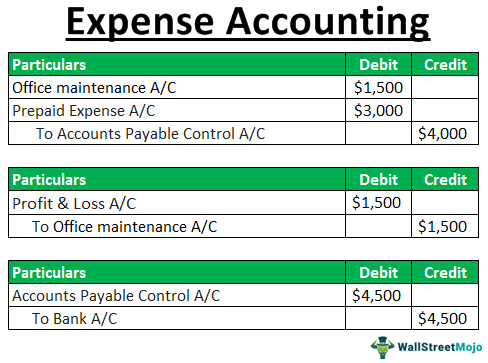 Expense Accounting
Particulars Debit Credit
Office maintenance A/C $1,500
Prepaid Expense A/C $3,000
To Accounts Payable Control A/C $4,000
Particulars Debit Credit
Profit & Loss A/C $1,500
To Office maintenance A/C $1,500
Particulars Debit Credit
Accounts Payable Control A/C $4,500
To Bank A/C $4,500
WallStreetMojo